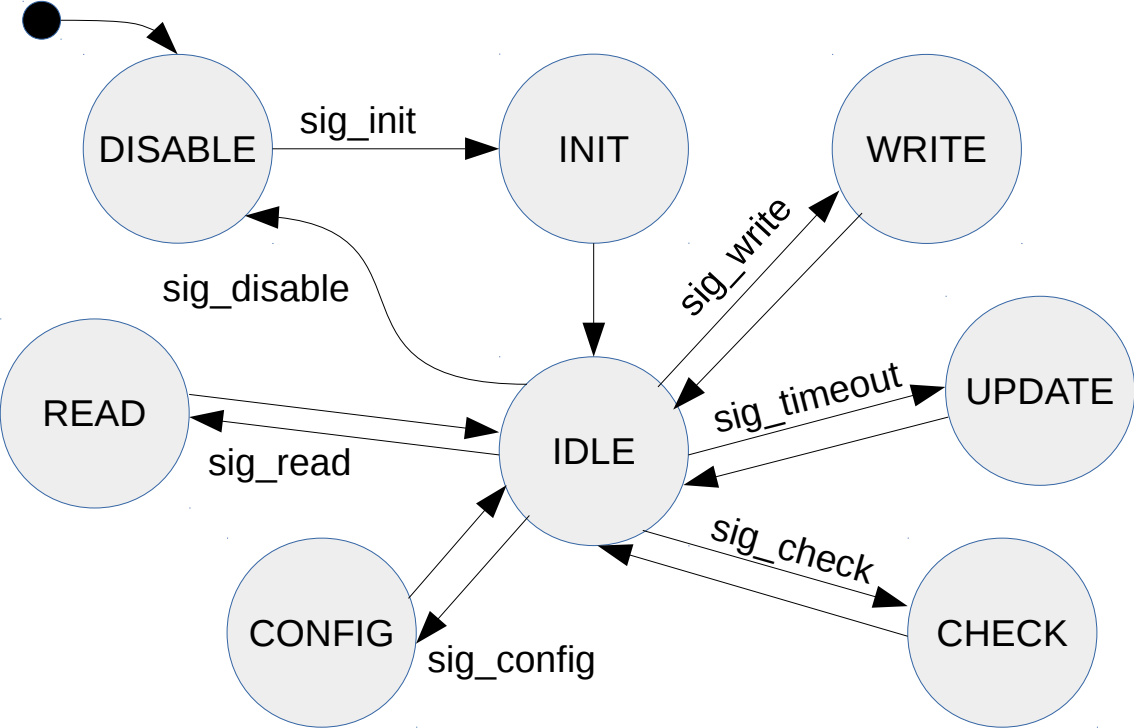 sig_init
DISABLE
INIT
WRITE
sig_write
sig_disable
sig_timeout
UPDATE
READ
IDLE
sig_read
sig_check
CONFIG
CHECK
sig_config